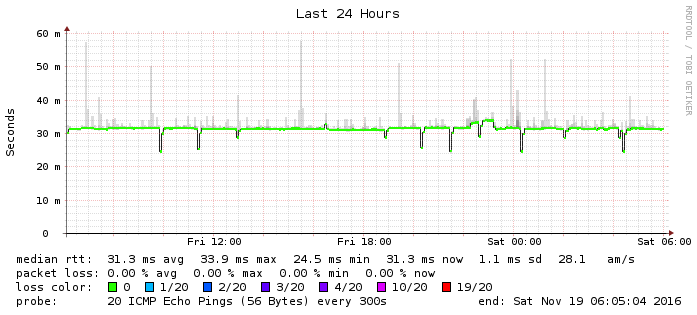 Last 24 Hours
RRDTOOL / TOBI OETIKER
Seconds
60 m
50 m
40 m
30 m
20 m
10 m
0
Fri 12:00 Fri 18:00 Sat 00:00 Sat 06:00
median rtt: 31.3 ms avg 33.9 ms max 24.5 ms min 31.3 ms now 1.1 ms sd 28.1 am/s
packet loss: 0.00 % avg 0.00 % max 0.00 % min 0.00 % now
loss color: 0 1/20 2/20 3/20 4/20 10/20 19/20
probe: 20 ICMP Echo Pings (56 Bytes) every 300s end: Sat Nov 19 06:05:04 2016